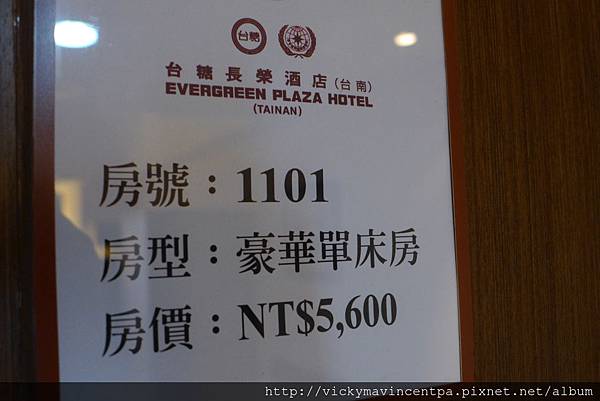 台糖
台糖長榮酒店(台南)
EVERGREEN PLAZA HOTEL
(TAINAN)
房號：1101
房型：豪華單床房
房價：NT$5,600
http://vickymavincentpa.pixnet.net/album